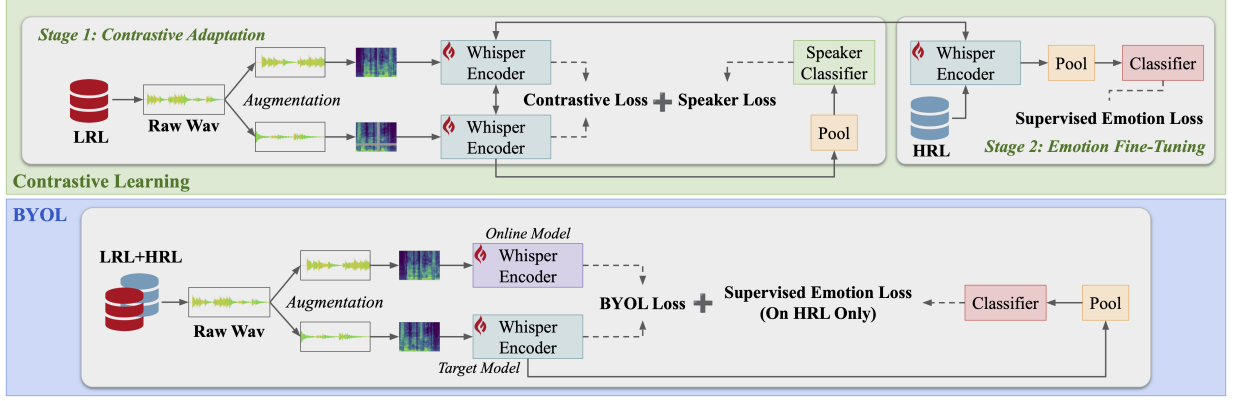 Stage 1: Contrastive Adaptation
LRL
Raw Wav
Augmentation
Whisper
Encoder
Whisper
Encoder
Contrastive Loss
Speaker Loss
Speaker
Classifier
Pool
Whisper
Encoder
Pool
Classifier
HRL
Supervised Emotion Loss
Stage 2: Emotion Fine-Tuning
Contrastive Learning
BYOL
LRL+HRL
Raw Wav
Augmentation
Online Model
Whisper
Encoder
Whisper
Encoder
Target Model
BYOL Loss
Supervised Emotion Loss
(On HRL Only)
Classifier
Pool